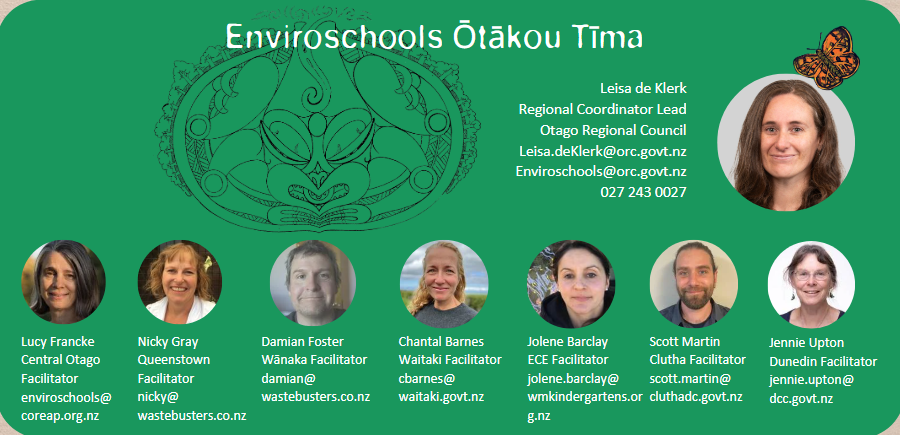 Enviroschools Ōtākou Tīma
Leisa de Klerk
Regional Coordinator Lead
Otago Regional Council
Leisa.deKlerk@orc.govt.nz
Enviroschools@orc.govt.nz
027 243 0027
Lucy Francke
Central Otago
Facilitator
enviroschools@
coreap.org.nz
Nicky Gray
Queenstown
Facilitator
nicky@
wastebusters.co.nz
Damian Foster
Wānaka Facilitator
damian@
wastebusters.co.nz
Chantal Barnes
Waitaki Facilitator
cbarnes@
waitaki.govt.nz
Jolene Barclay
ECE Facilitator
jolene.barclay@
wmkindergartens.or
g.nz
Scott Martin
Clutha Facilitator
scott.martin@
cluthadc.govt.nz
Jennie Upton
Dunedin Facilitator
jennie.upton@
dcc.govt.nz